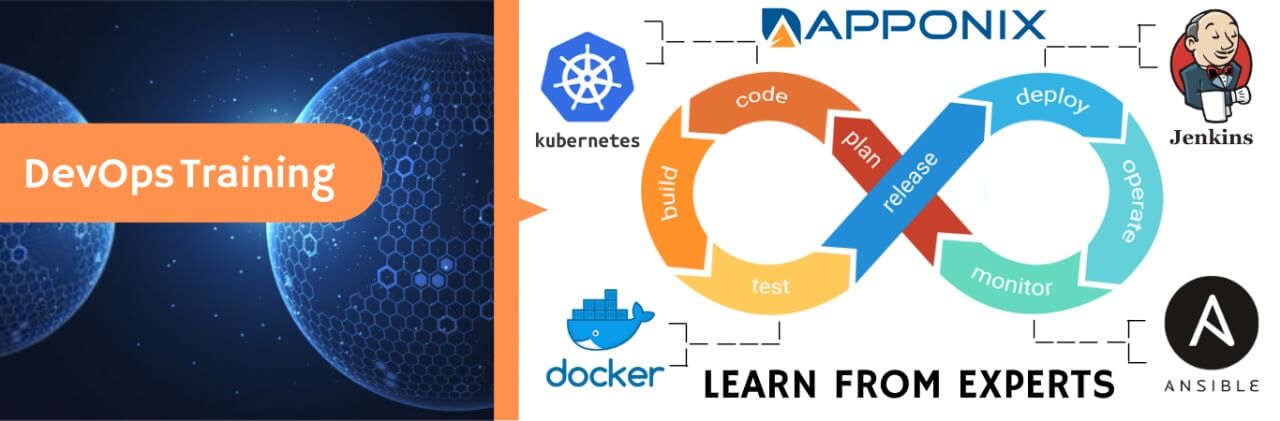 DevOps Training
APPONIX
kubernetes
Jenkins
code
plan
build
test
release
deploy
operate
monitor
docker
ANSIBLE
LEARN FROM EXPERTS